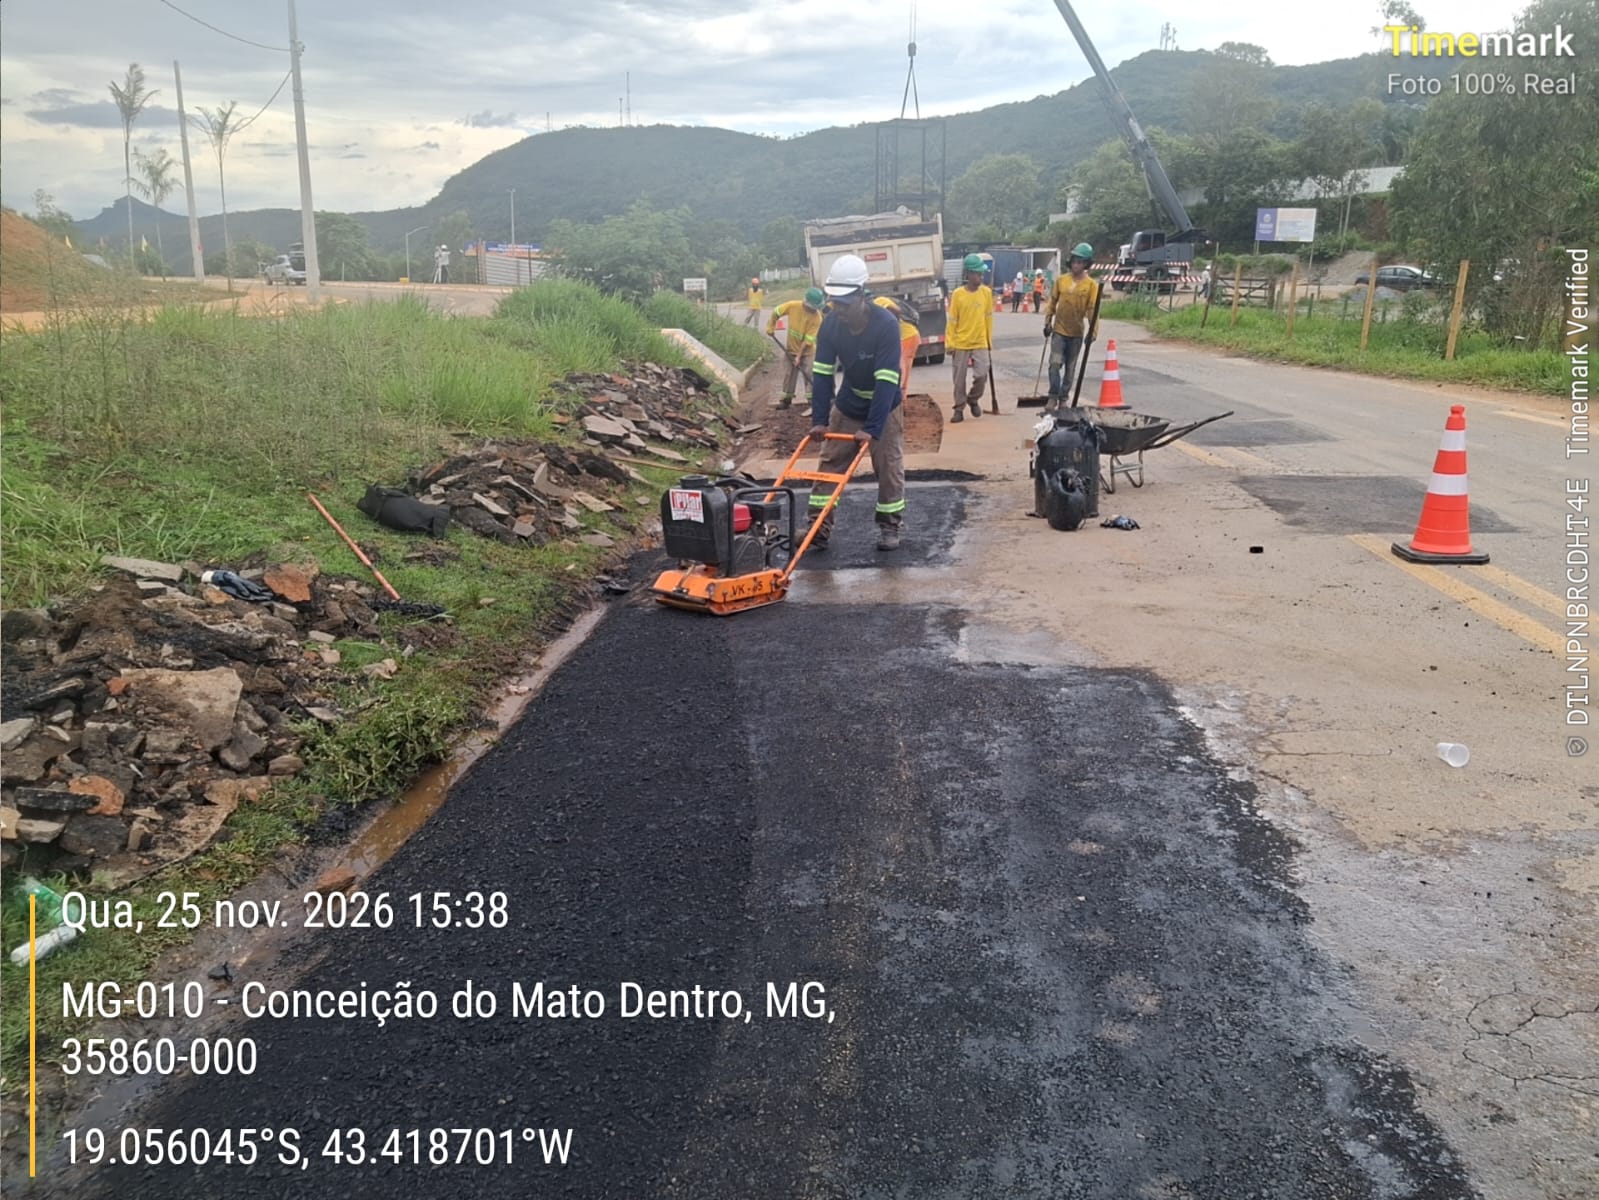 Timemark
Foto 100% Real
DTLNPNBRCDHI4E Timemark Verified
VK-65
Qua, 25 nov. 2026 15:38
MG-010 - Conceição do Mato Dentro, MG,
35860-000
19.056045°S, 43.418701°W